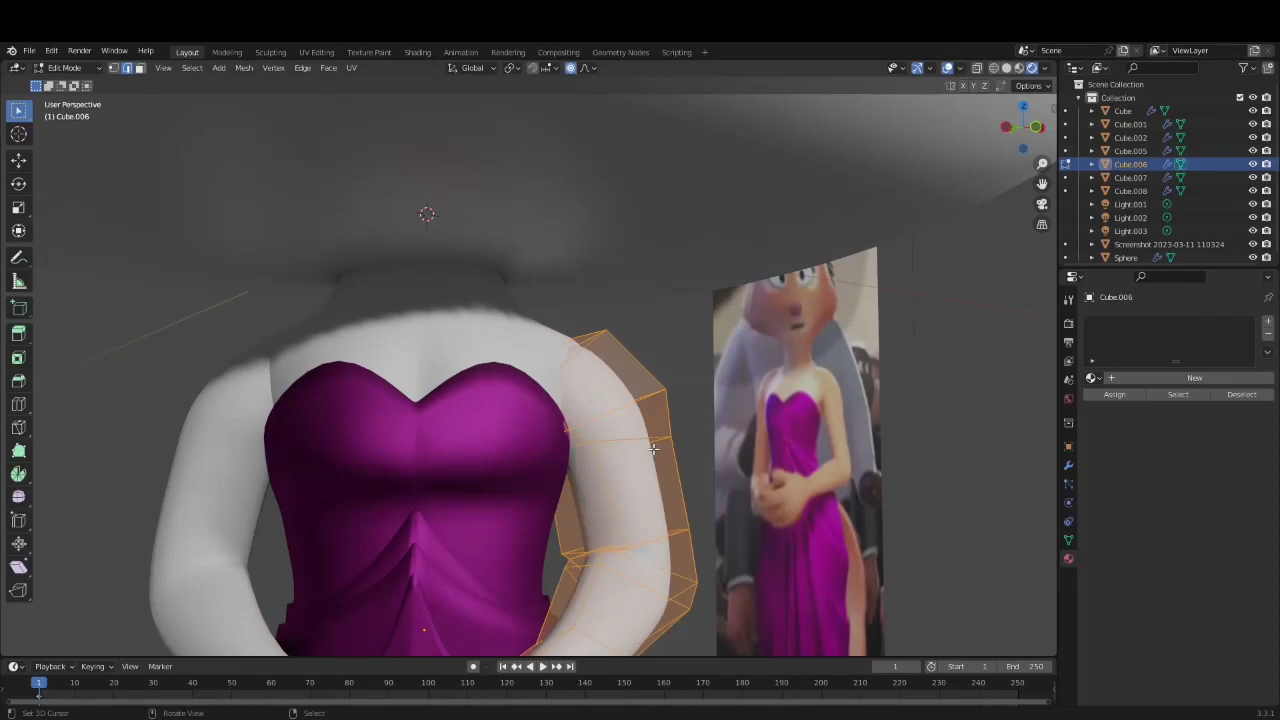 File Edit Render Window Help Layout Modeling Sculpting UV Editing Texture Paint Shading Animation Rendering Compositing Geometry Nodes Scripting + Scene ViewLayer
Edit Mode View Select Add Mesh Vertex Edge Face UV Global
X Y Z Options
User Perspective
(1) Cube.006
Z
Scene Collection
Collection
Cube
Cube.001
Cube.002
Cube.005
Cube.006
Cube.007
Cube.008
Light.001
Light.002
Light.003
Screenshot 2023-03-11 110324
Sphere
Cube.006
New
Assign Select Deselect
Playback Keying View Marker 1 Start 1 End 250
1 10 20 30 40 50 60 70 80 90 100 110 120 130 140 150 160 170 180 190 200 210 220 230 240 250
Set 3D Cursor Rotate View Select 3.3.1